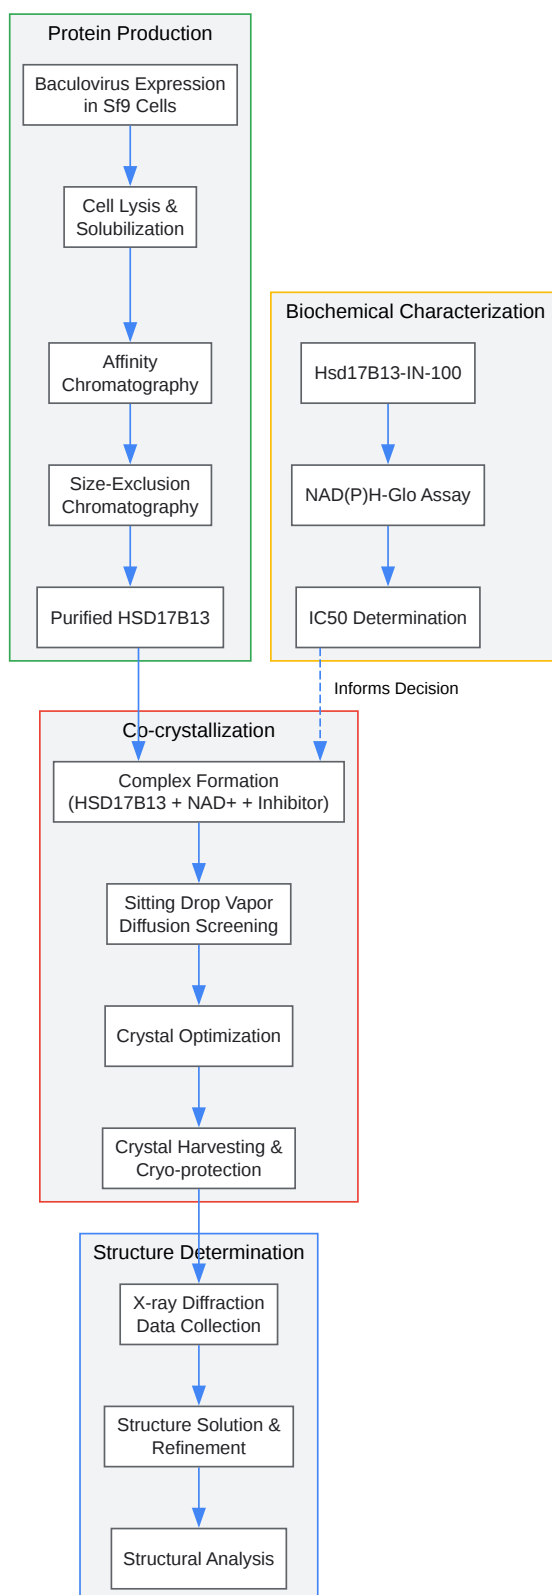 Protein Production
Baculovirus Expression
in Sf9 Cells
Cell Lysis &
Solubilization
Affinity
Chromatography
Size-Exclusion
Chromatography
Purified HSD17B13
Biochemical Characterization
Hsd17B13-IN-100
NAD(P)H-Glo Assay
IC50 Determination
Informs Decision
Co-crystallization
Complex Formation
(HSD17B13 + NAD+ + Inhibitor)
Sitting Drop Vapor
Diffusion Screening
Crystal Optimization
Crystal Harvesting &
Cryo-protection
Structure Determination
X-ray Diffraction
Data Collection
Structure Solution &
Refinement
Structural Analysis